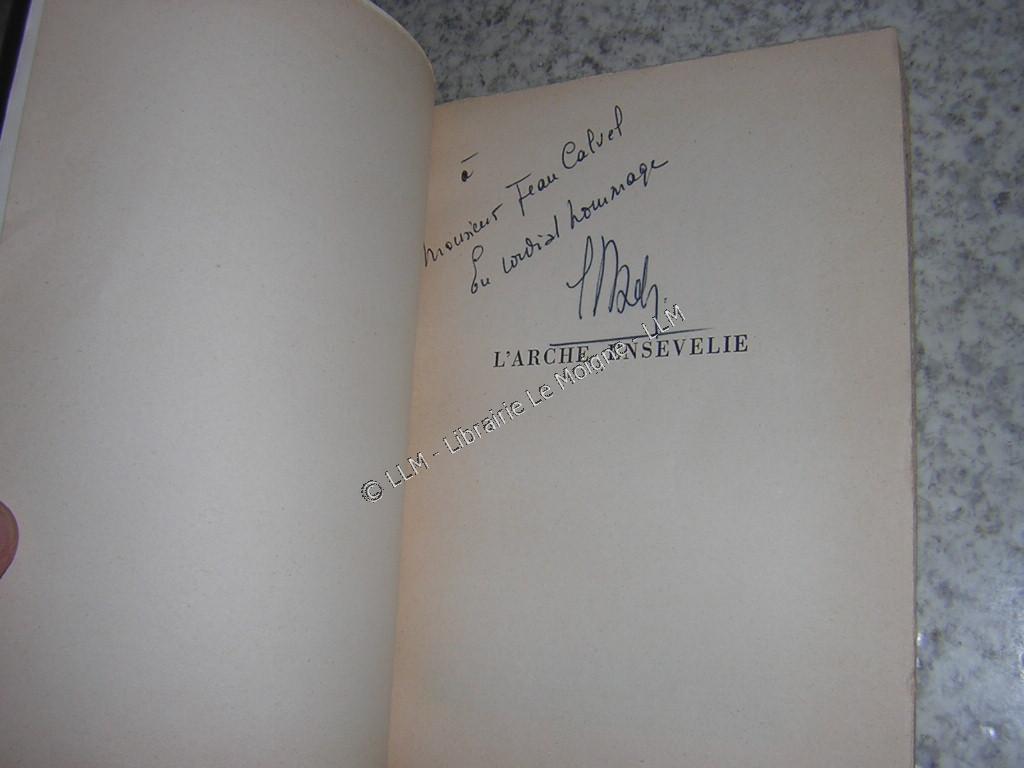 à
Monsieur Jean Calvel
En cordial hommage
L'ARCHE ENSEVELIE
© LLM - Librairie Le Moigne - LLM